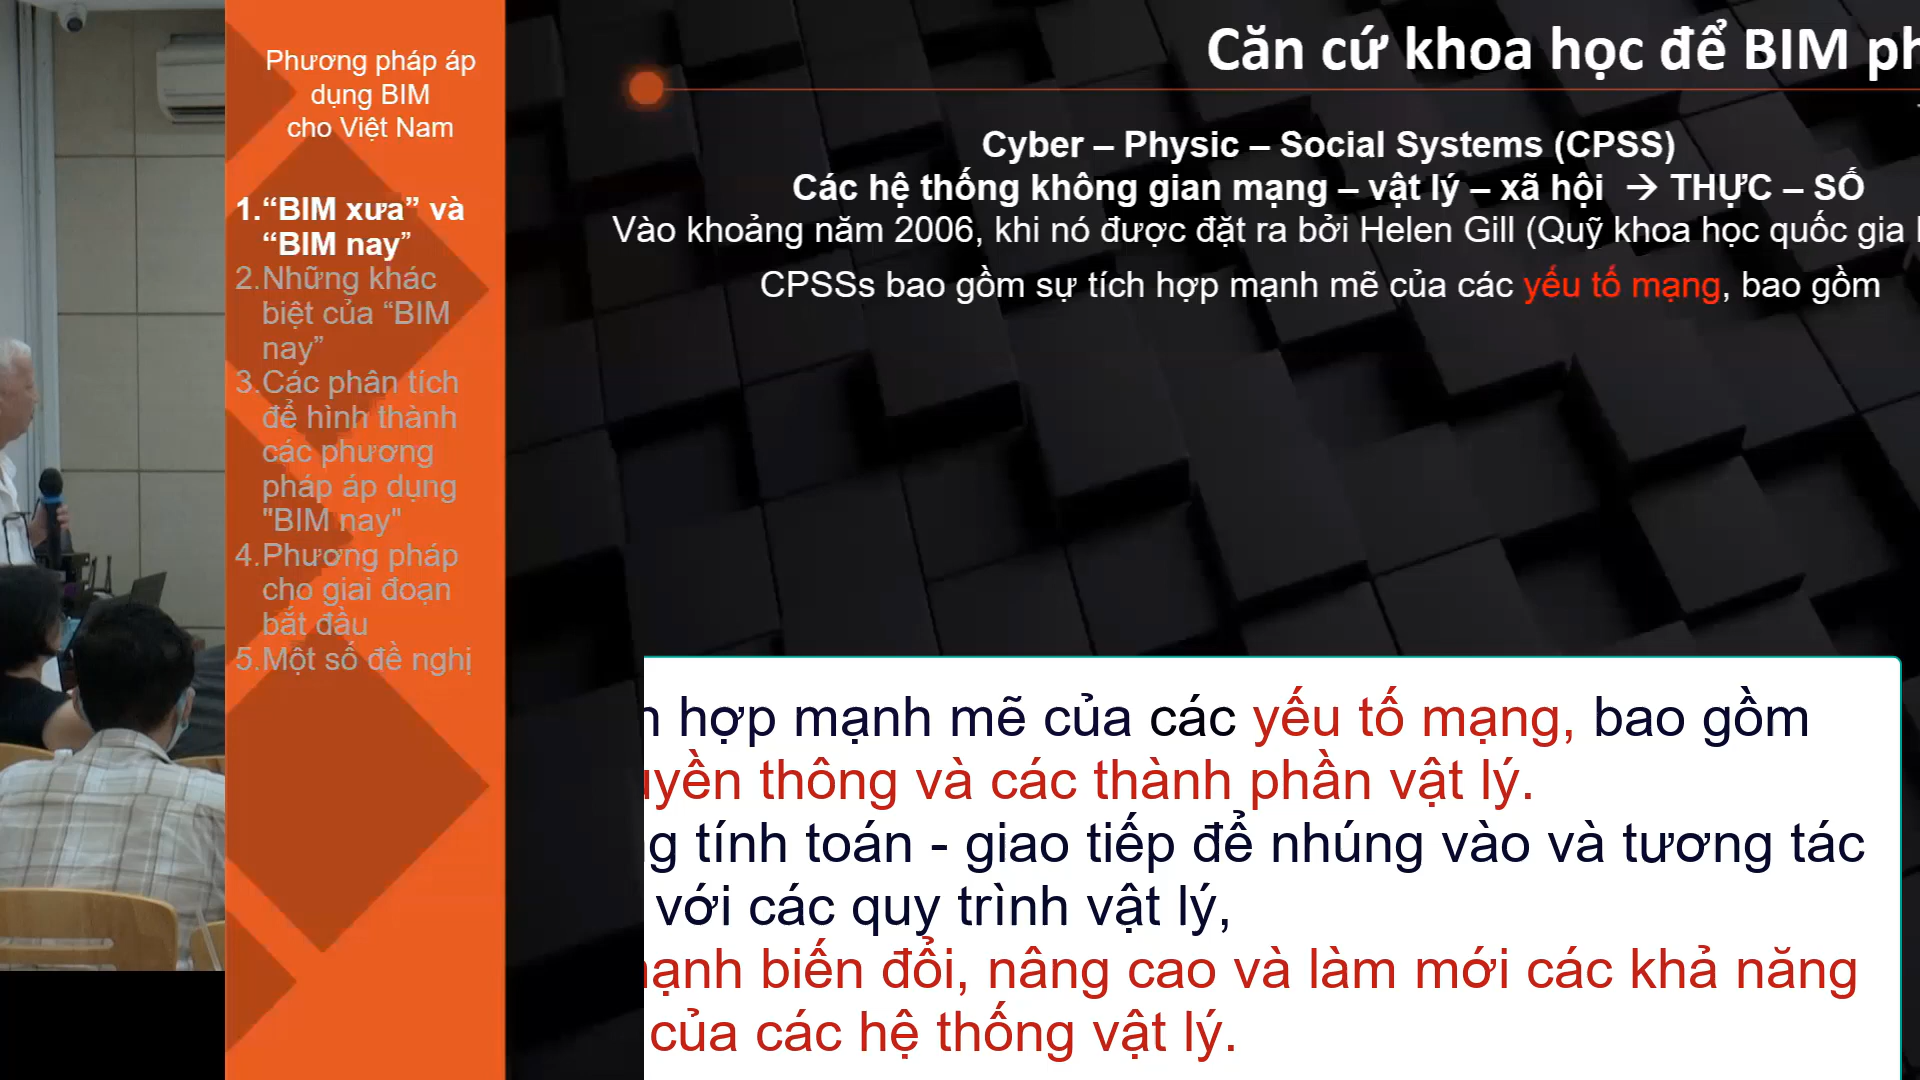 Phương pháp áp
dụng BIM
cho Việt Nam
1.“BIM xưa” và
“BIM nay”
2.Những khác
biệt của “BIM
nay”
3.Các phân tích
để hình thành
các phương
pháp áp dụng
"BIM nay"
4.Phương pháp
cho giai đoạn
bắt đầu
5.Một số đề nghị
Căn cứ khoa học để BIM ph
Cyber – Physic – Social Systems (CPSS)
Các hệ thống không gian mạng – vật lý – xã hội → THỰC – SỐ
Vào khoảng năm 2006, khi nó được đặt ra bởi Helen Gill (Quỹ khoa học quốc gia
CPSSs bao gồm sự tích hợp mạnh mẽ của các yếu tố mạng, bao gồm
hợp mạnh mẽ của các yếu tố mạng, bao gồm
uyền thông và các thành phần vật lý.
g tính toán - giao tiếp để nhúng vào và tương tác
với các quy trình vật lý,
ạnh biến đổi, nâng cao và làm mới các khả năng
của các hệ thống vật lý.